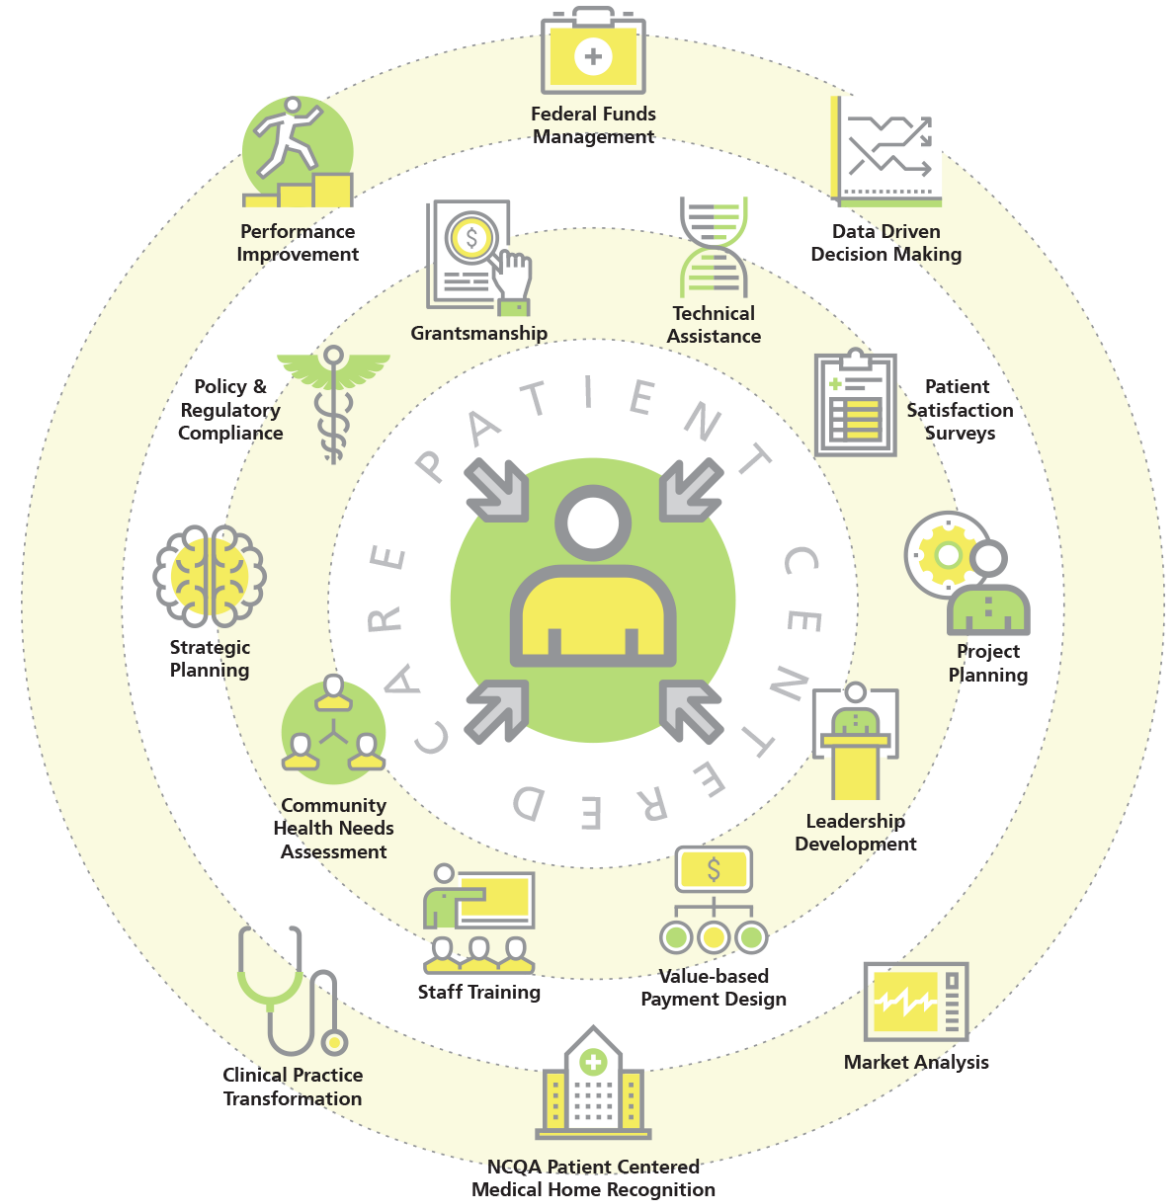 Federal Funds
Management
Performance
Improvement
Data Driven
Decision Making
$
Grantsmanship
Technical
Assistance
Policy &
Regulatory
Compliance
Patient
Satisfaction
Surveys
PATIENT CENTERED CARE
Strategic
Planning
Project
Planning
Community
Health Needs
Assessment
Leadership
Development
$
Staff Training
Value-based
Payment Design
Clinical Practice
Transformation
Market Analysis
NCQA Patient Centered
Medical Home Recognition